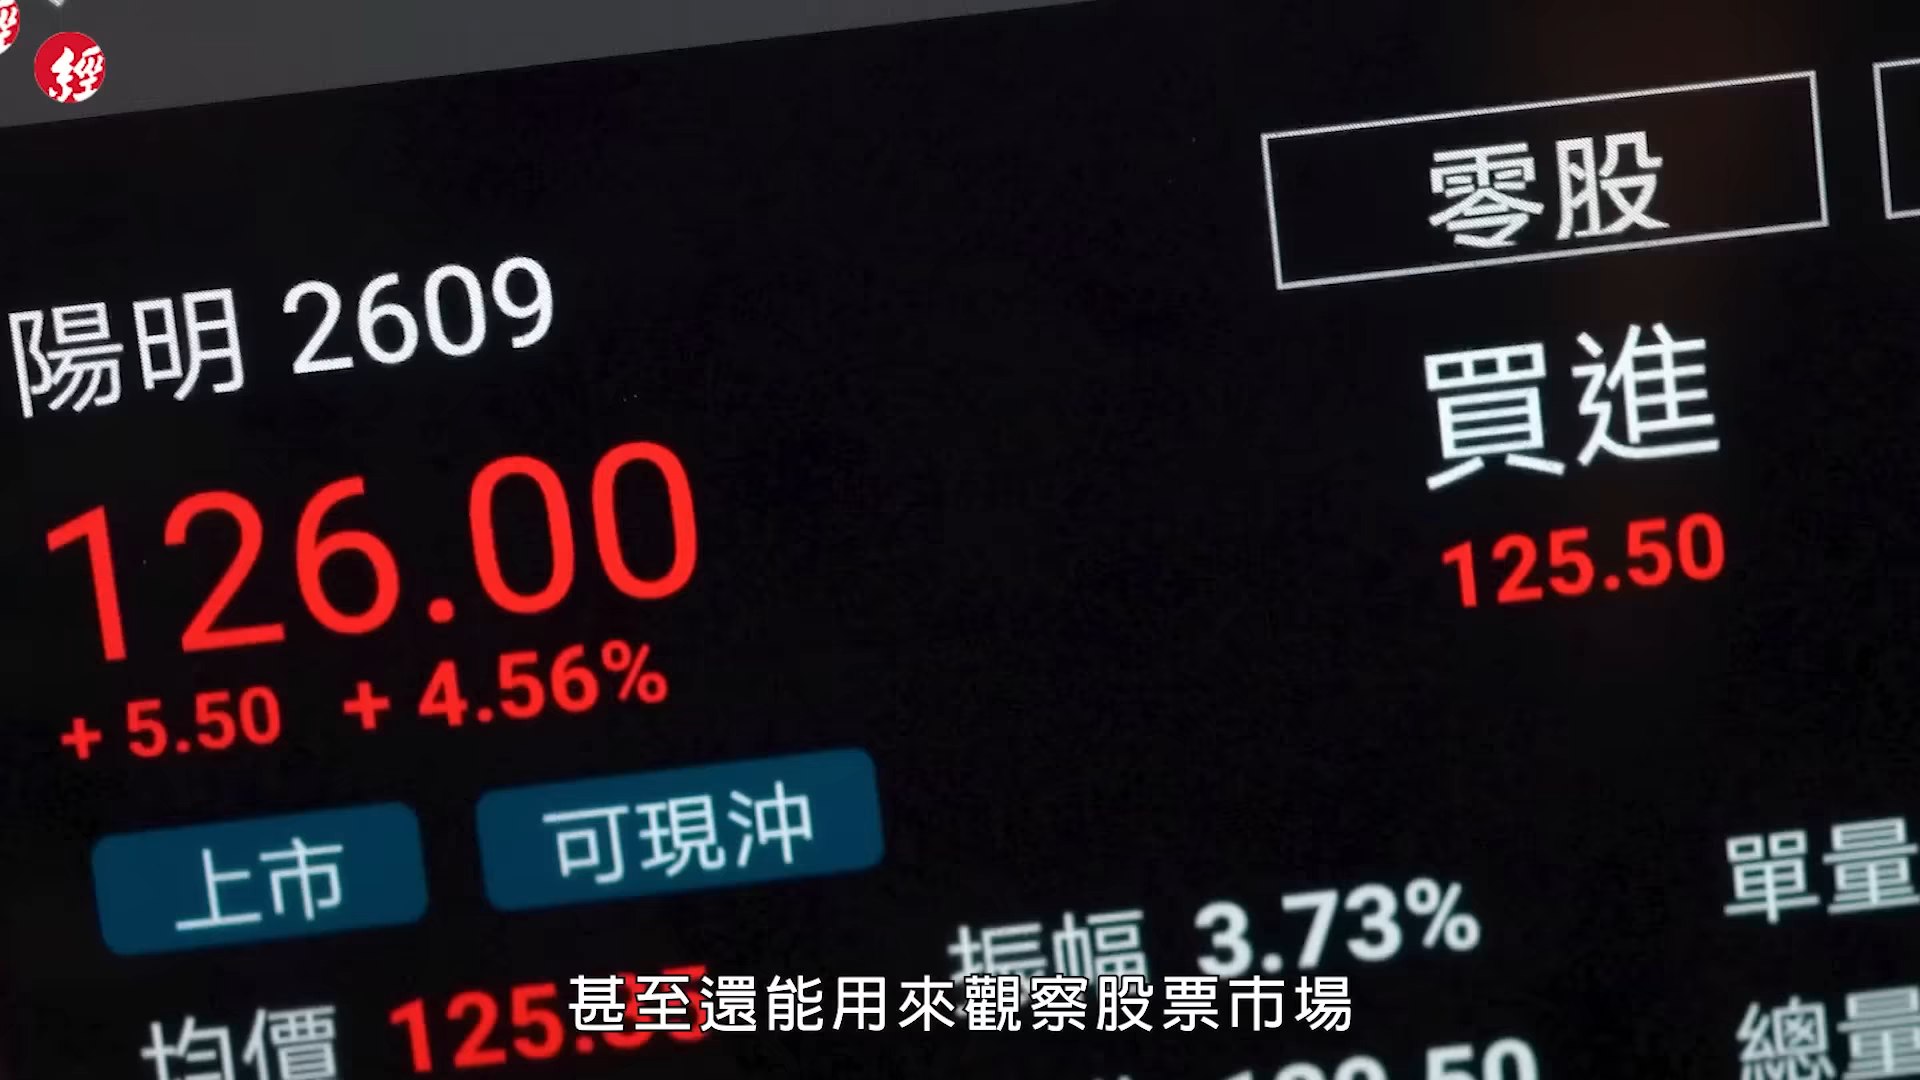 經
零股
陽明 2609
買進
126.00
125.50
+ 5.50 + 4.56%
上市
可現沖
振幅 3.73%
單量
均價
甚至還能用來觀察股票市場
總量